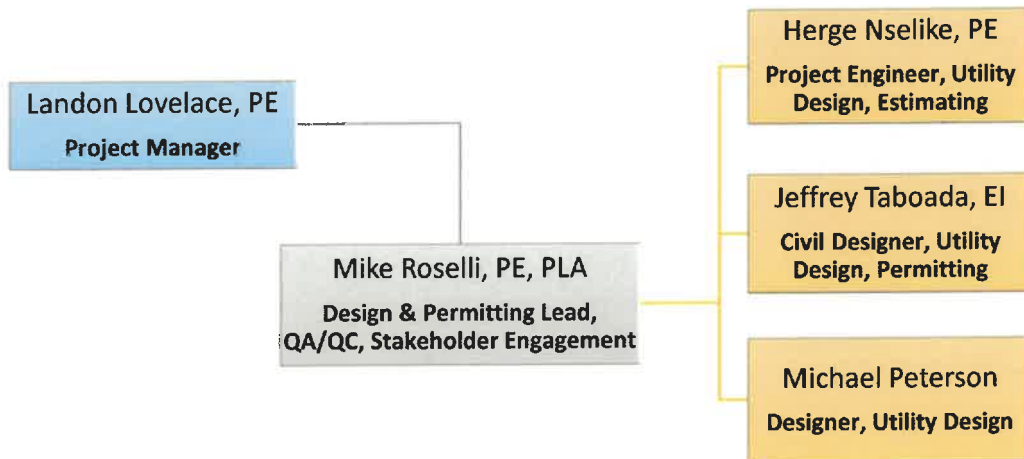 Landon Lovelace, PE
Project Manager
Mike Roselli, PE, PLA
Design & Permitting Lead,
QA/QC, Stakeholder Engagement
Herge Nselike, PE
Project Engineer, Utility
Design, Estimating
Jeffrey Taboada, EI
Civil Designer, Utility
Design, Permitting
Michael Peterson
Designer, Utility Design